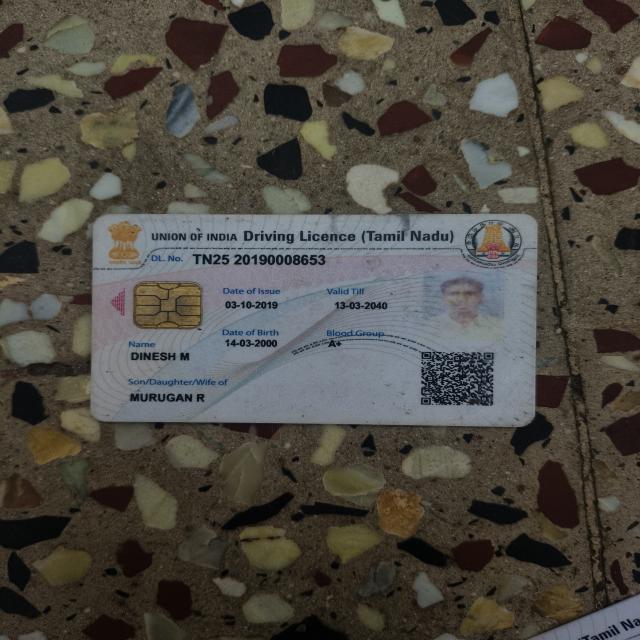 UNION OF INDIA Driving Licence (Tamil Nadu)
DL. No. TN25 20190008653
Date of Issue Valid Till
03-10-2019 13-03-2040
Date of Birth Blood Group
14-03-2000 A+
Name
DINESH M
Son/Daughter/Wife of
MURUGAN R
Tamil Na